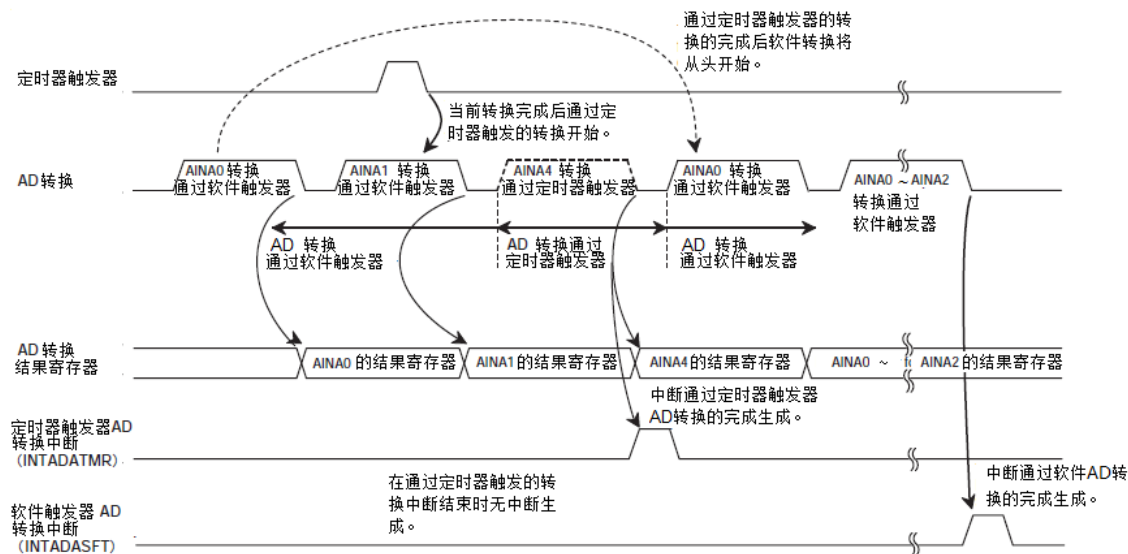 通过定时器触发器的转
换的完成后软件转换将
从头开始。
定时器触发器
当前转换完成后通过定
时器触发的转换开始。
AD转换
AINA0 转换
通过软件触发器
AINA1 转换
通过软件触发器
AINA4 转换
通过定时器触发器
AINA0 转换
通过软件触发器
AINA0 ~ AINA2
转换通过
软件触发器
AD 转换
通过软件触发器
AD 转换通过
定时器触发器
AD 转换
通过软件触发器
AD 转换
结果寄存器
AINA0 的结果寄存器
AINA1 的结果寄存器
AINA4 的结果寄存器
AINA0 ~ AINA2 的结果寄存器
中断通过定时器触发器
AD转换的完成生成。
定时器触发器AD
转换中断
(INTADATMR)
在通过定时器触发的转
换中断结束时无中断生
成。
中断通过软件AD转
换的完成生成。
软件触发器 AD
转换中断
(INTADASFT)